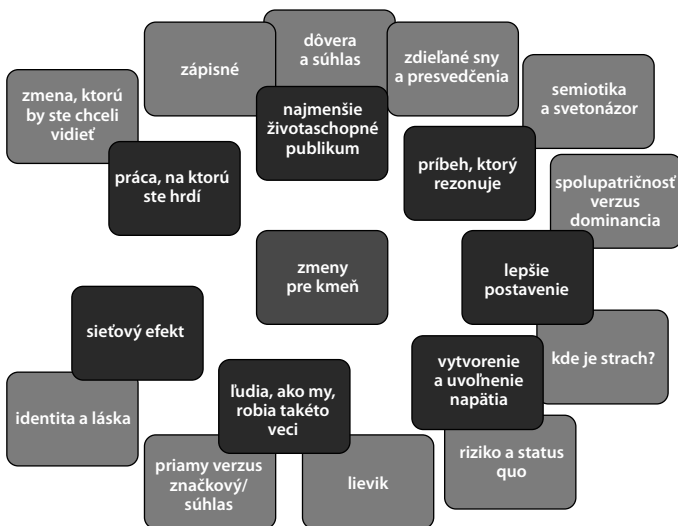 dôvera
a súhlas
zápisné
zdieľané sny
a presvedčenia
zmena, ktorú
by ste chceli
vidieť
semiotika
a svetonázor
najmenšie
životaschopné
publikum
práca, na ktorú
ste hrdí
príbeh, ktorý
rezonuje
spolupatričnosť
verzus
dominancia
zmeny
pre kmeň
lepšie
postavenie
sieťový efekt
kde je strach?
vytvorenie
a uvoľnenie
napätia
ľudia, ako my,
robia takéto
veci
identita a láska
priamy verzus
značkový/
súhlas
lievik
riziko a status
quo